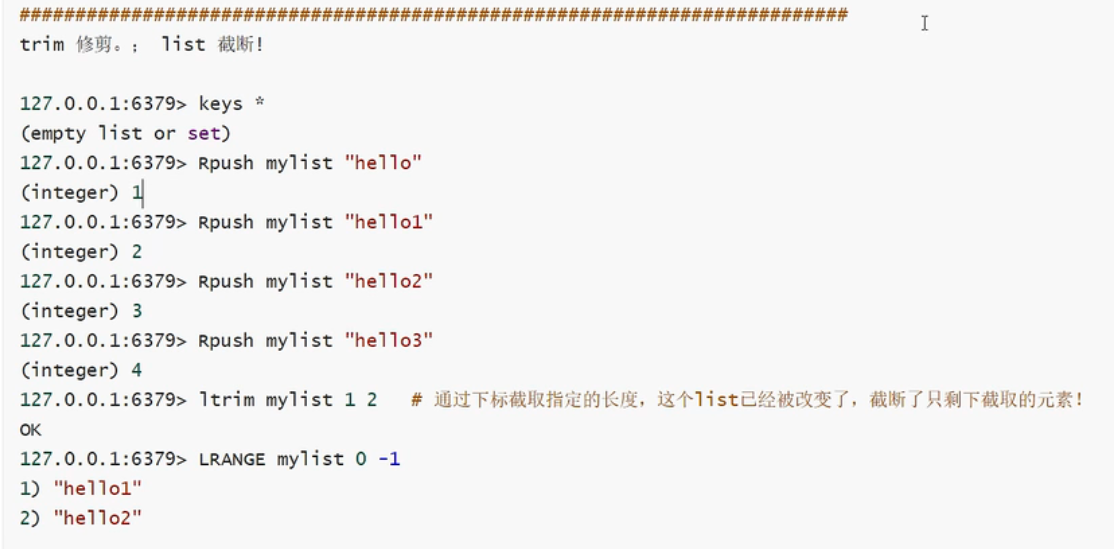 ##########################################################################
trim 修剪。; list 截断!
127.0.0.1:6379> keys *
(empty list or set)
127.0.0.1:6379> Rpush mylist "hello"
(integer) 1
127.0.0.1:6379> Rpush mylist "hello1"
(integer) 2
127.0.0.1:6379> Rpush mylist "hello2"
(integer) 3
127.0.0.1:6379> Rpush mylist "hello3"
(integer) 4
127.0.0.1:6379> ltrim mylist 1 2   # 通过下标截取指定的长度，这个list已经被改变了，截断了只剩下截取的元素！
OK
127.0.0.1:6379> LRANGE mylist 0 -1
1) "hello1"
2) "hello2"